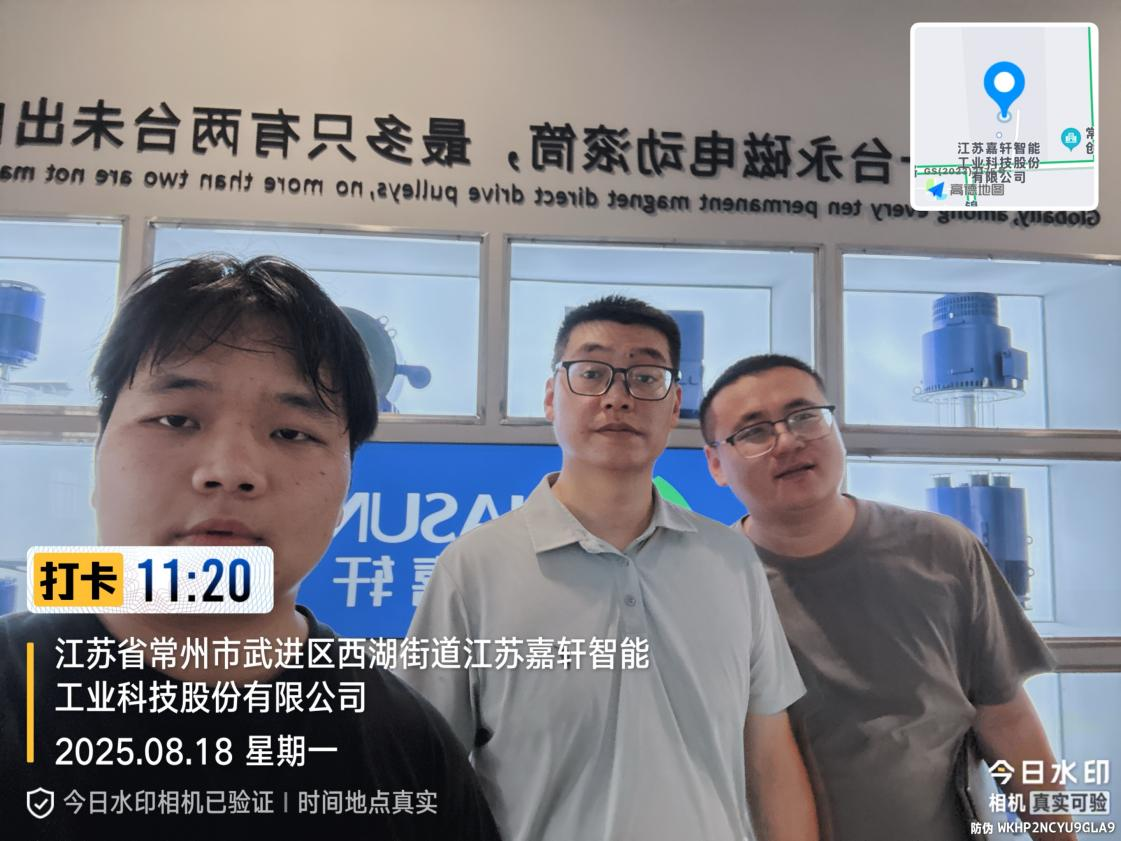 台永磁电动滚筒，最多只有两台未出
Globally, among every ten permanent magnet direct drive pulleys, no more than two are not ma
江苏嘉轩智能
工业科技股份
有限公司
高德地图
JIASUN
嘉轩
打卡 11:20
江苏省常州市武进区西湖街道江苏嘉轩智能
工业科技股份有限公司
2025.08.18 星期一
今日水印相机已验证 | 时间地点真实
今日水印
相机 真实可验
防伪 WKHP2NCYU9GLA9